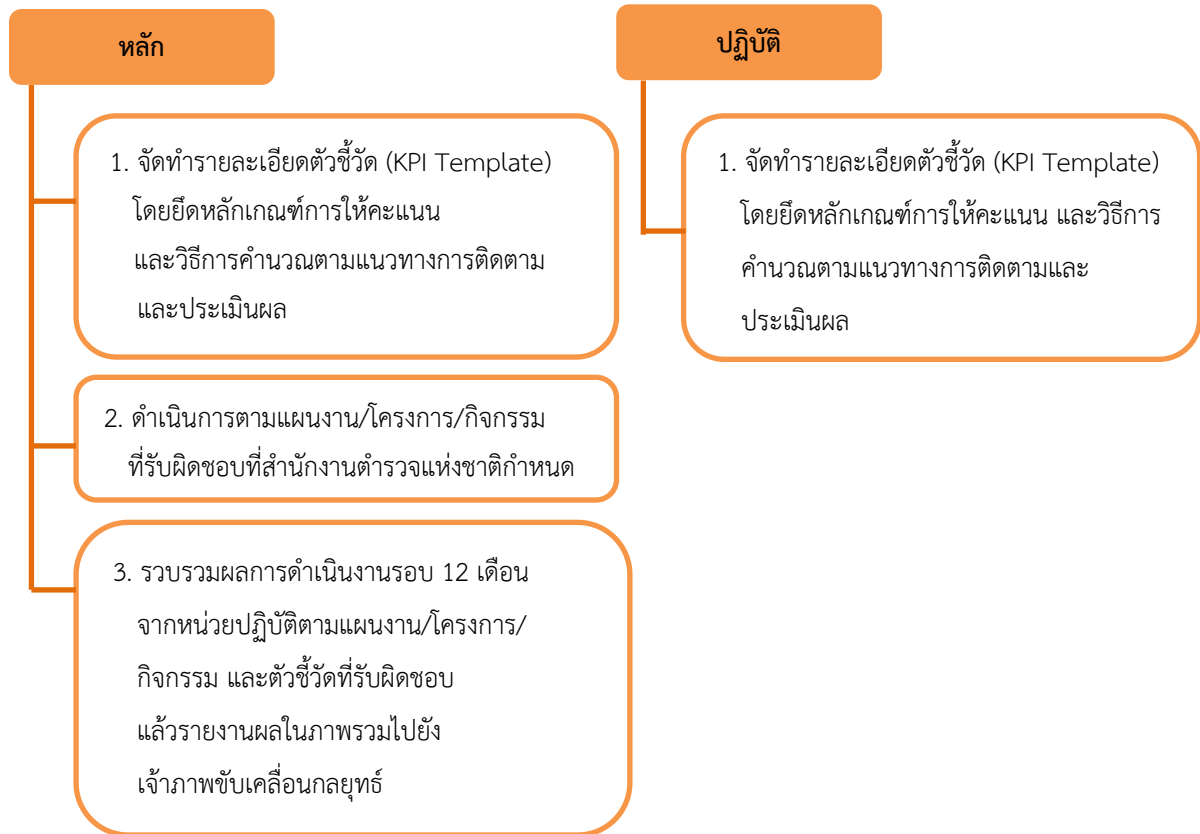 หลัก
1. จัดทำรายละเอียดตัวชี้วัด (KPI Template)
โดยยึดหลักเกณฑ์การให้คะแนน
และวิธีการคำนวณตามแนวทางการติดตาม
และประเมินผล
2. ดำเนินการตามแผนงาน/โครงการ/กิจกรรม
ที่รับผิดชอบที่สำนักงานตำรวจแห่งชาติกำหนด
3. รวบรวมผลการดำเนินงานรอบ 12 เดือน
จากหน่วยปฏิบัติตามแผนงาน/โครงการ/
กิจกรรม และตัวชี้วัดที่รับผิดชอบ
แล้วรายงานผลในภาพรวมไปยัง
เจ้าภาพขับเคลื่อนกลยุทธ์
ปฏิบัติ
1. จัดทำรายละเอียดตัวชี้วัด (KPI Template)
โดยยึดหลักเกณฑ์การให้คะแนน และวิธีการ
คำนวณตามแนวทางการติดตามและ
ประเมินผล